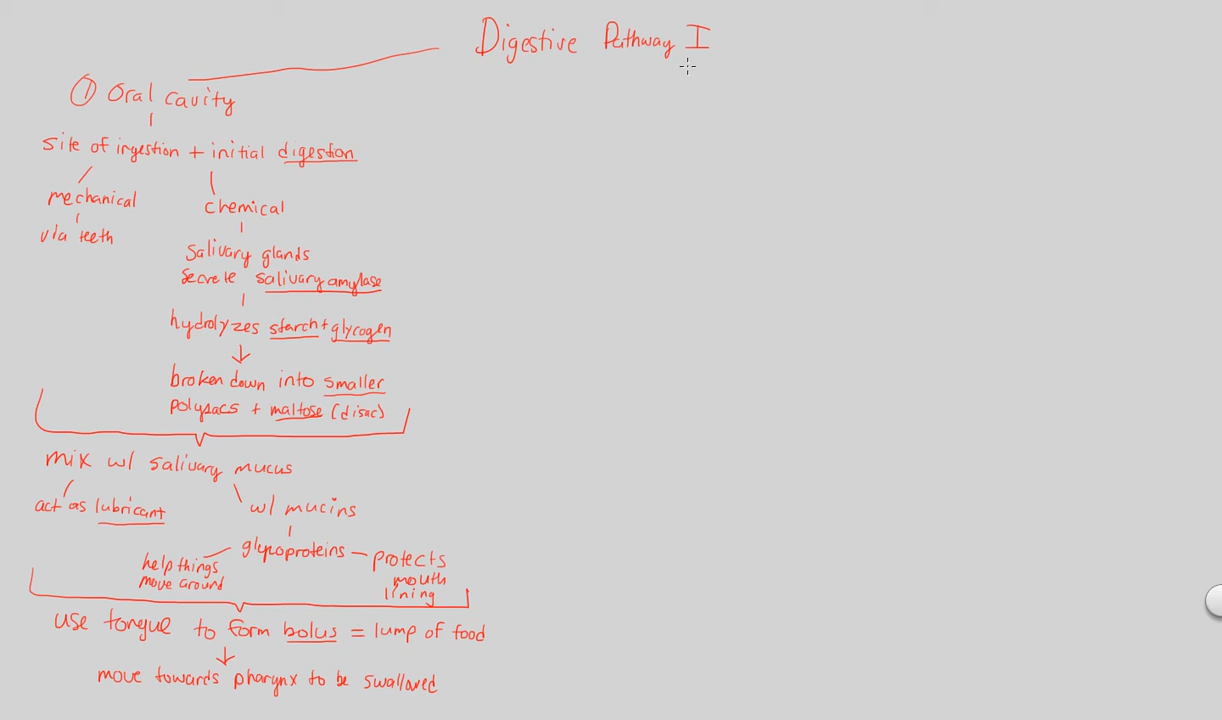 Digestive Pathway I
① Oral cavity
site of ingestion + initial digestion
mechanical
via teeth
chemical
Salivary glands
secrete salivary amylase
hydrolyzes starch + glycogen
↓
broken down into smaller
polysacs + maltose (disac)
mix w/ salivary mucus
act as lubricant
w/ mucins
glycoproteins
help things
move around
protects
mouth
lining
use tongue to form bolus = lump of food
↓
move towards pharynx to be swallowed